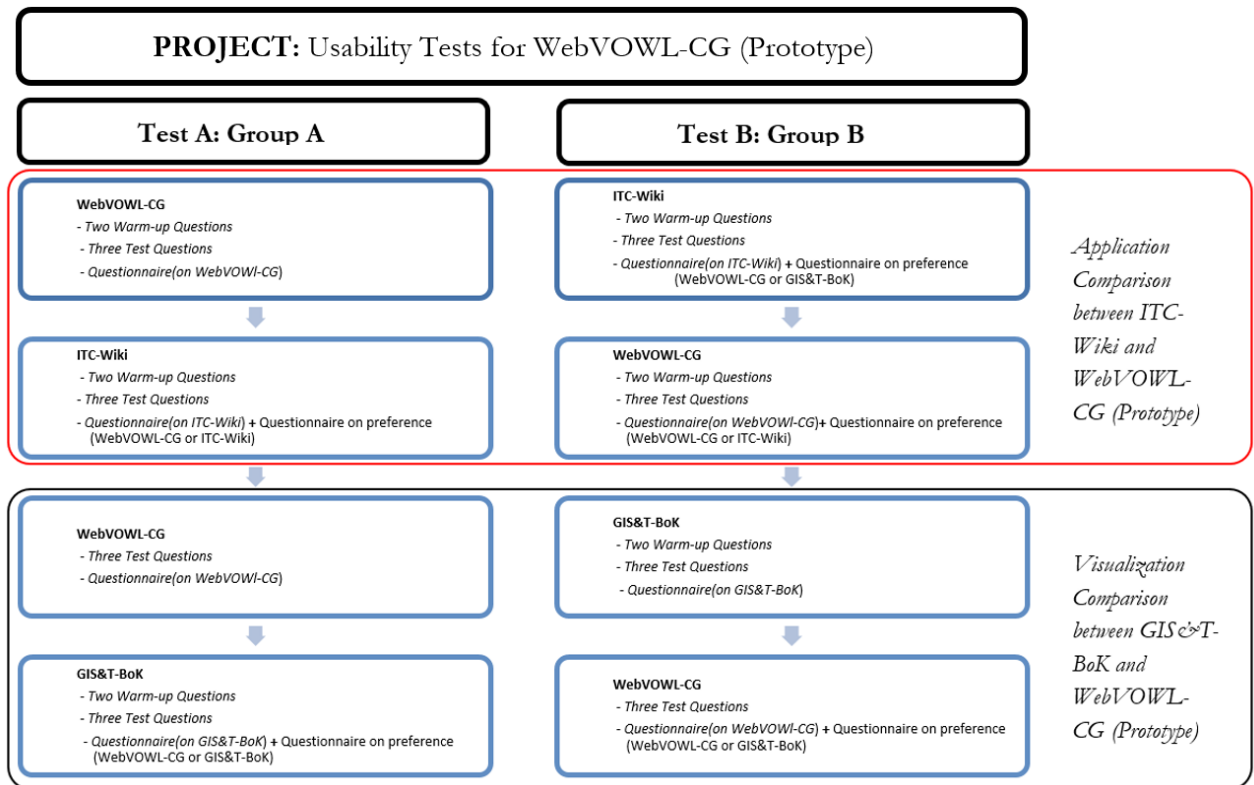 PROJECT: Usability Tests for WebVOWL-CG (Prototype)
Test A: Group A
Test B: Group B
WebVOWL-CG
- Two Warm-up Questions
- Three Test Questions
- Questionnaire(on WebVOWl-CG)
ITC-Wiki
- Two Warm-up Questions
- Three Test Questions
- Questionnaire(on ITC-Wiki) + Questionnaire on preference
(WebVOWL-CG or GIS&T-BoK)
ITC-Wiki
- Two Warm-up Questions
- Three Test Questions
- Questionnaire(on ITC-Wiki) + Questionnaire on preference
(WebVOWL-CG or ITC-Wiki)
WebVOWL-CG
- Two Warm-up Questions
- Three Test Questions
- Questionnaire(on WebVOWl-CG)+ Questionnaire on preference
(WebVOWL-CG or ITC-Wiki)
Application
Comparison
between ITC-
Wiki and
WebVOWL-
CG (Prototype)
WebVOWL-CG
- Three Test Questions
- Questionnaire(on WebVOWl-CG)
GIS&T-BoK
- Two Warm-up Questions
- Three Test Questions
- Questionnaire(on GIS&T-BoK)
GIS&T-BoK
- Two Warm-up Questions
- Three Test Questions
- Questionnaire(on GIS&T-BoK) + Questionnaire on preference
(WebVOWL-CG or GIS&T-BoK)
WebVOWL-CG
- Three Test Questions
- Questionnaire(on WebVOWl-CG) + Questionnaire on preference
(WebVOWL-CG or GIS&T-BoK)
Visualization
Comparison
between GIS&T-
BoK and
WebVOWL-
CG (Prototype)